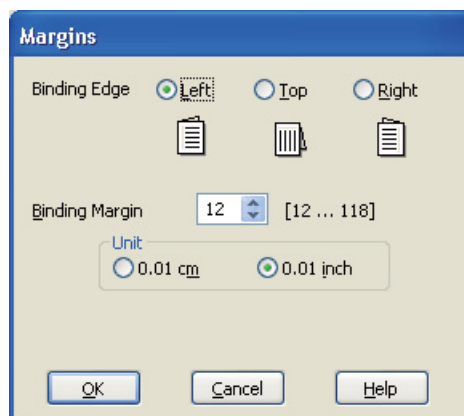 Margins
Binding Edge Left Top Right
Binding Margin 12 [12 ... 118]
Unit
0.01 cm 0.01 inch
OK Cancel Help